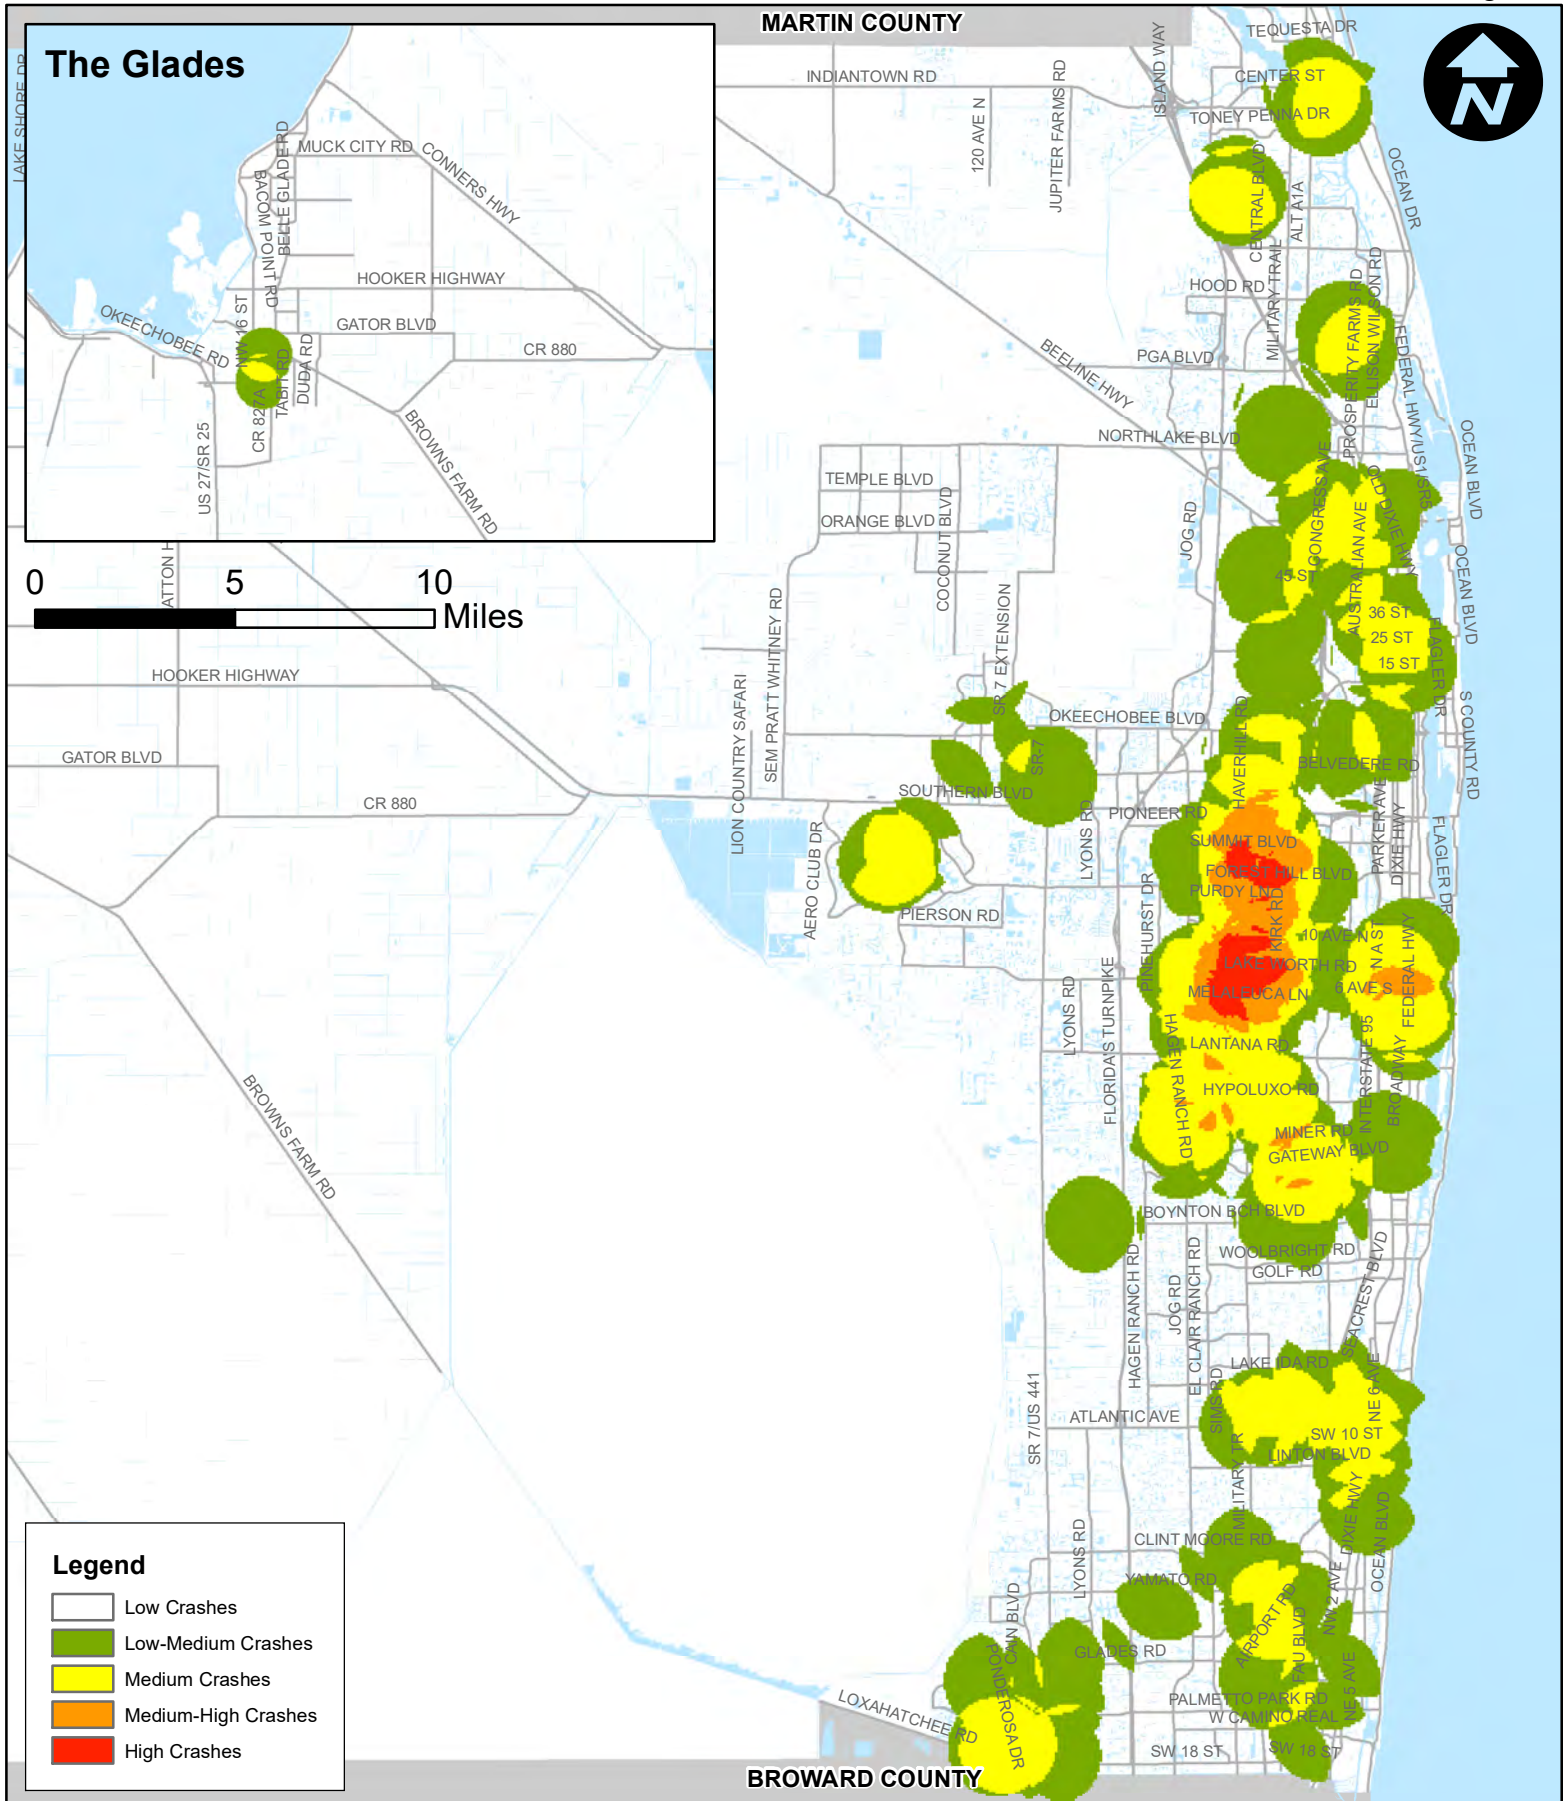 MARTIN COUNTY
The Glades
N
LAKE SHORE DR
MUCK CITY RD
CONNERS HWY
BELLE GLADE RD
BACOM POINT RD
HOOKER HIGHWAY
NW 16 ST
GATOR BLVD
OKEECHOBEE RD
CR 880
TABIT RD
DUDA RD
CR 827A
US 27/SR 25
BROWNS FARM RD
TEQUESTA DR
INDIANTOWN RD
ISLAND WAY
CENTER ST
120 AVE N
JUPITER FARMS RD
TONEY PENNA DR
OCEAN DR
CENTRAL BLVD
ALT A1A
MILITARY TRAIL
HOOD RD
PROSPERITY FARMS RD
ELLISON WILSON RD
FEDERAL HWY/US1/SR5
PGA BLVD
BEELINE HWY
NORTHLAKE BLVD
CONGRESS AVE
OLD DIXIE HWY
OCEAN BLVD
TEMPLE BLVD
ORANGE BLVD
COCONUT BLVD
JOG RD
AUSTRALIAN AVE
OCEAN BLVD
45 ST
0 5 10
Miles
36 ST
25 ST
15 ST
FLAGLER DR
SEM PRATT WHITNEY RD
SR 7 EXTENSION
HOOKER HIGHWAY
LION COUNTRY SAFARI
OKEECHOBEE BLVD
HAVERHILL RD
S COUNTY RD
GATOR BLVD
SR-7
BELVEDERE RD
CR 880
SOUTHERN BLVD
PIONEER RD
LYONS RD
PARKER AVE
DIXIE HWY
FLAGLER DR
SUMMIT BLVD
AERO CLUB DR
FOREST HILL BLVD
PURDY LN
PIERSON RD
PINEHURST DR
KIRK RD
10 AVE N
N A ST
FEDERAL HWY
LAKE WORTH RD
6 AVE S
MELALEUCA LN
LYONS RD
FLORIDA'S TURNPIKE
HAGEN RANCH RD
LANTANA RD
INTERSTATE 95
BROADWAY
HYPOLUXO RD
BROWNS FARM RD
MINER RD
GATEWAY BLVD
BOYNTON BCH BLVD
WOOLBRIGHT RD
GOLF RD
HAGEN RANCH RD
JOG RD
EL CLAIR RANCH RD
SEACREST BLVD
LAKE IDA RD
NE 6 AVE
SIMS RD
ATLANTIC AVE
SR 7/US 441
SW 10 ST
LINTON BLVD
MILITARY TR
DIXIE HWY
OCEAN BLVD
CLINT MOORE RD
LYONS RD
YAMATO RD
CAIN BLVD
AIRPORT RD
FAU BLVD
NW 2 AVE
GLADES RD
PONDEROSA DR
NE 5 AVE
PALMETTO PARK RD
W CAMINO REAL
LOXAHATCHEE RD
SW 18 ST
SW 18 ST
Legend
Low Crashes
Low-Medium Crashes
Medium Crashes
Medium-High Crashes
High Crashes
BROWARD COUNTY